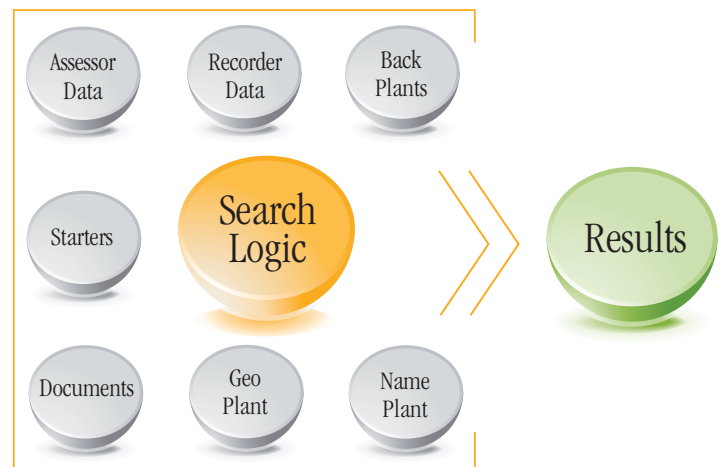 Assessor
Data
Recorder
Data
Back
Plants
Starters
Search
Logic
Results
Documents
Geo
Plant
Name
Plant